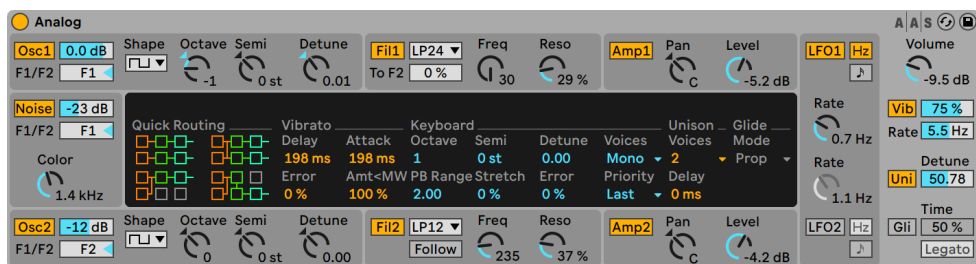 Analog
A A S
Osc1 0.0 dB Shape Octave Semi Detune Fil1 LP24 Freq Reso Amp1 Pan Level LFO1 Hz Volume
F1/F2 F1 -1 0 st 0.01 To F2 0 % 30 29 % C -5.2 dB -9.5 dB
Noise -23 dB Rate Vib 75 %
F1/F2 F1 0.7 Hz Rate 5.5 Hz
Quick Routing Vibrato Keyboard Unison Glide
Delay Attack Octave Semi Detune Voices Voices Mode
198 ms 198 ms 1 0 st 0.00 Mono 2 Prop
Error Amt<MW PB Range Stretch Error Priority Delay
0 % 100 % 2.00 0 % 0 % Last 0 ms
Color Rate Detune
1.4 kHz 1.1 Hz Uni 50.78
Osc2 -12 dB Shape Octave Semi Detune Fil2 LP12 Freq Reso Amp2 Pan Level LFO2 Hz Time
Gli 50 %
F1/F2 F2 0 0 st 0.00 Follow 235 37 % C -4.2 dB Legato